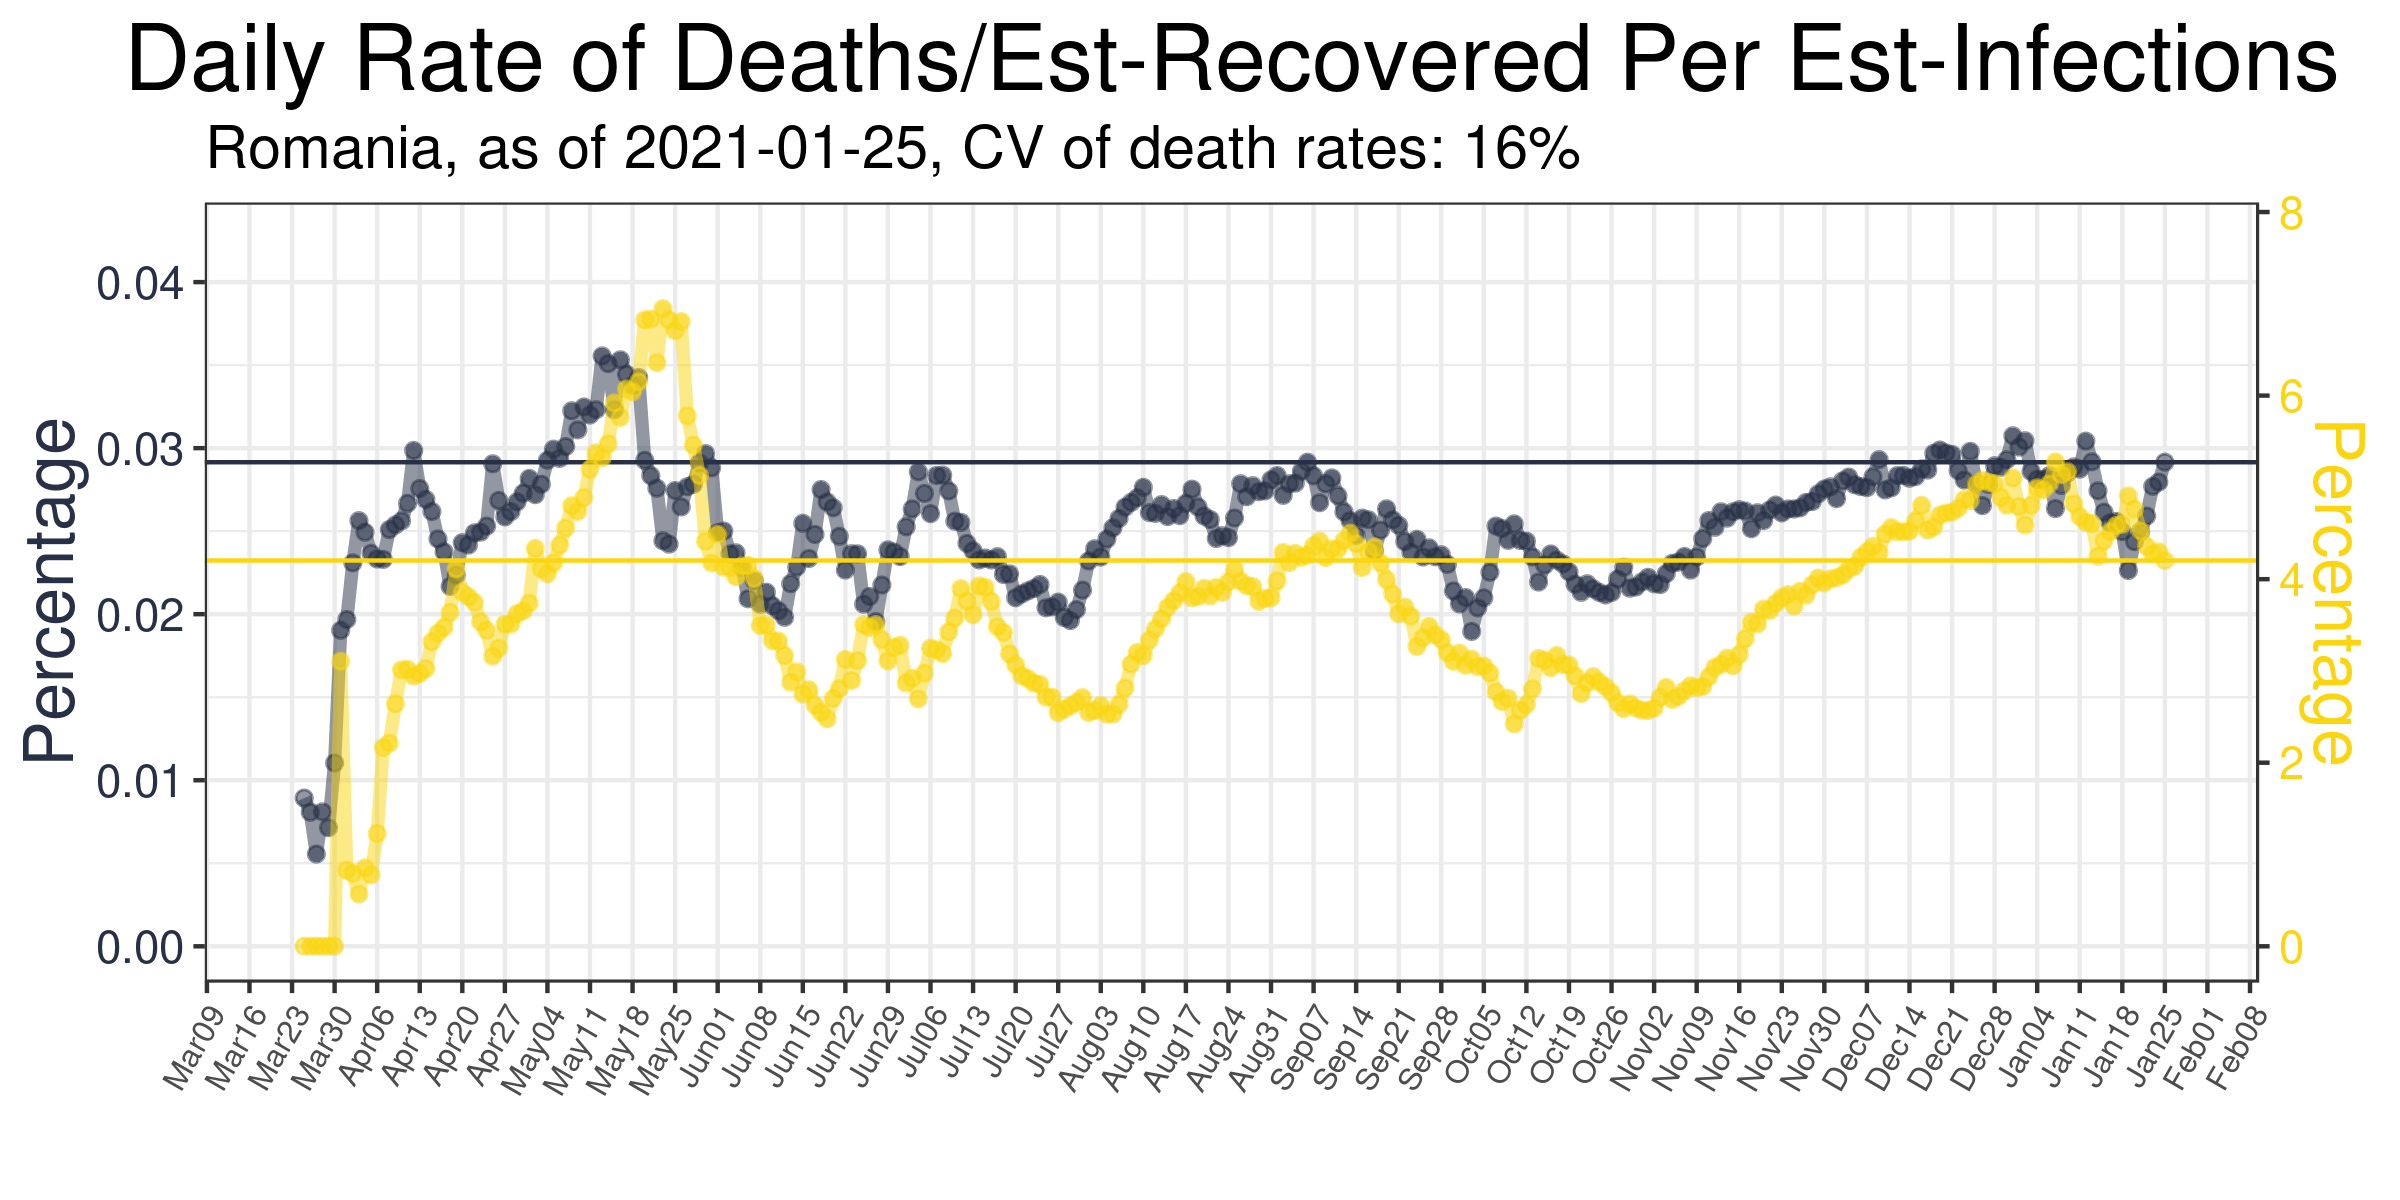 Daily Rate of Deaths/Est-Recovered Per Est-Infections
Romania, as of 2021-01-25, CV of death rates: 16%
Percentage
0.04
0.03
0.02
0.01
0.00
8
6
4
2
0
Percentage
Mar09 Mar16 Mar23 Mar30 Apr06 Apr13 Apr20 Apr27 May04 May11 May18 May25 Jun01 Jun08 Jun15 Jun22 Jun29 Jul06 Jul13 Jul20 Jul27 Aug03 Aug10 Aug17 Aug24 Aug31 Sep07 Sep14 Sep21 Sep28 Oct05 Oct12 Oct19 Oct26 Nov02 Nov09 Nov16 Nov23 Nov30 Dec07 Dec14 Dec21 Dec28 Jan04 Jan11 Jan18 Jan25 Feb01 Feb08